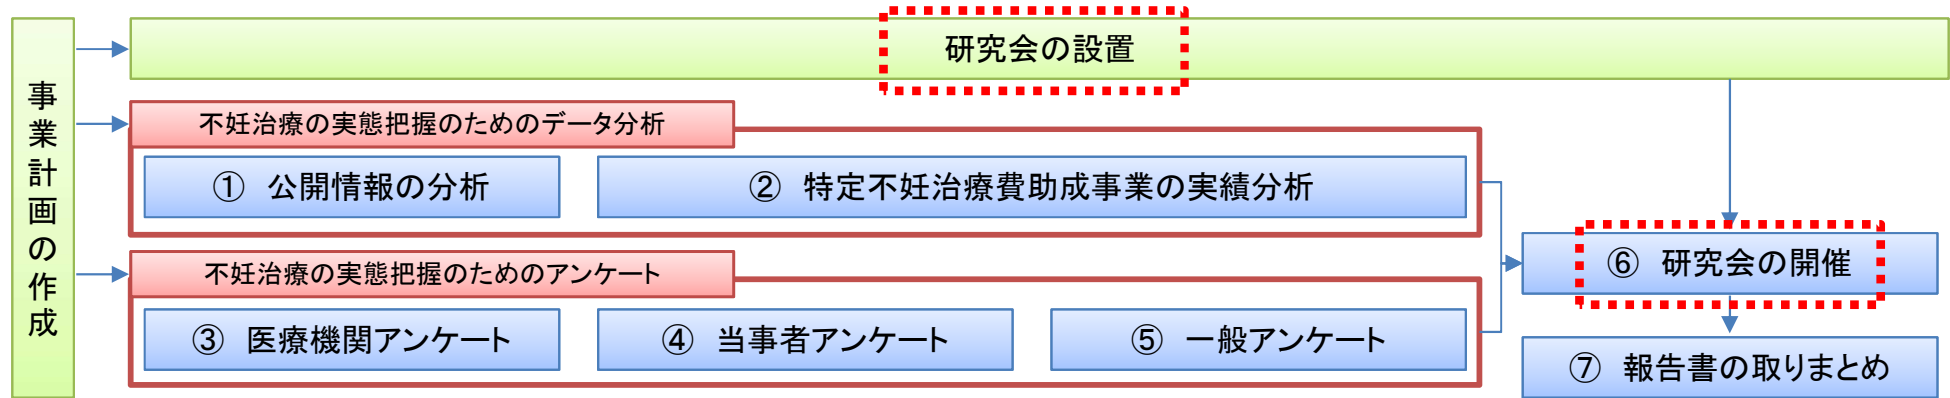 事業計画の作成
研究会の設置
不妊治療の実態把握のためのデータ分析
① 公開情報の分析
② 特定不妊治療費助成事業の実績分析
不妊治療の実態把握のためのアンケート
③ 医療機関アンケート
④ 当事者アンケート
⑤ 一般アンケート
⑥ 研究会の開催
⑦ 報告書の取りまとめ